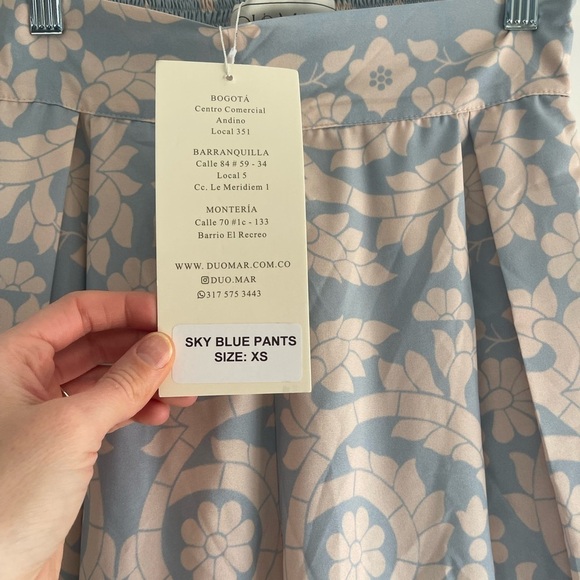 BOGOTÁ
Centro Comercial
Andino
Local 351
BARRANQUILLA
Calle 84 # 59 - 34
Local 5
Cc. Le Meridiem 1
MONTERÍA
Calle 70 #1c - 133
Barrio El Recreo
WWW. DUOMAR.COM.CO
DUO.MAR
317 575 3443
SKY BLUE PANTS
SIZE: XS